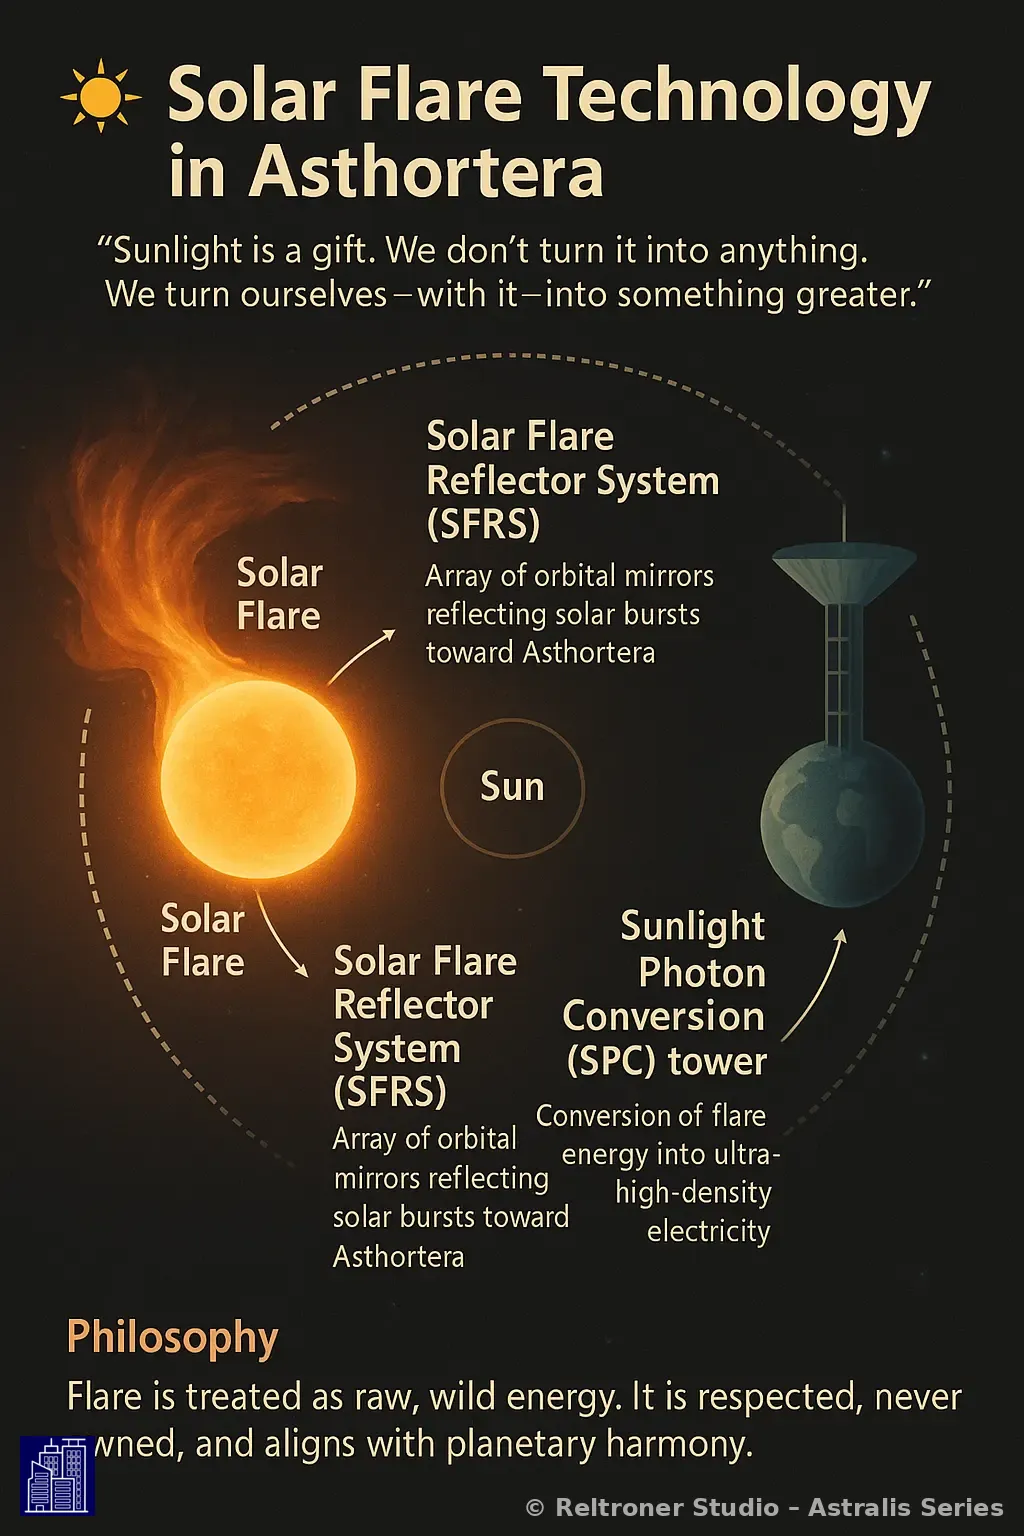 Solar Flare Technology
in Asthortera
“Sunlight is a gift. We don’t turn it into anything.
We turn ourselves–with it–into something greater.”
Solar Flare
Reflector System
(SFRS)
Array of orbital mirrors
reflecting solar bursts
toward Asthortera
Solar
Flare
Sun
Solar
Flare
Solar Flare
Reflector
System
(SFRS)
Array of orbital
mirrors reflecting
solar bursts toward
Asthortera
Sunlight
Photon
Conversion
(SPC) tower
Conversion of flare
energy into ultra-
high-density
electricity
Philosophy
Flare is treated as raw, wild energy. It is respected, never
wned, and aligns with planetary harmony.
© Reltroner Studio – Astralis Series